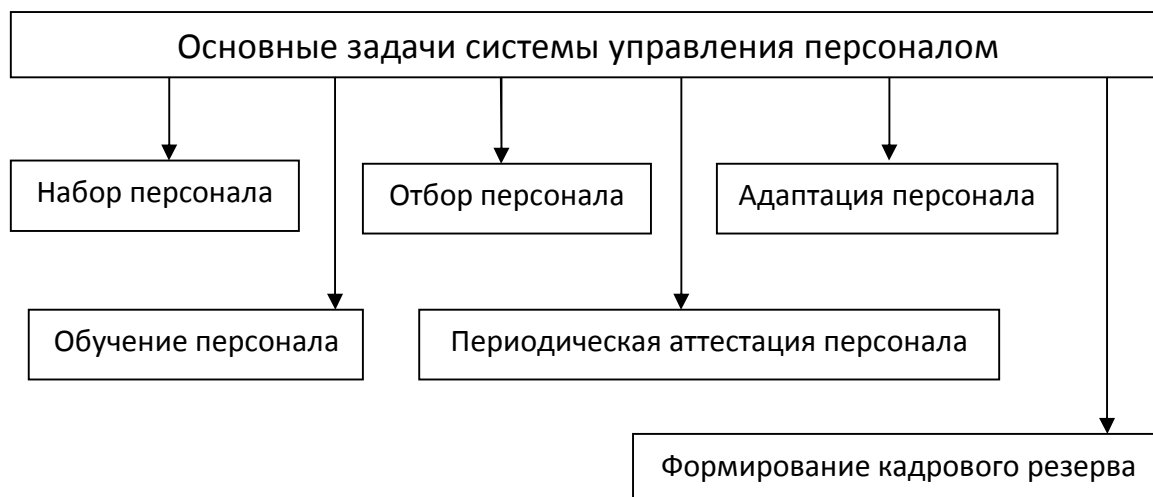 Основные задачи системы управления персоналом
Набор персонала
Отбор персонала
Адаптация персонала
Обучение персонала
Периодическая аттестация персонала
Формирование кадрового резерва